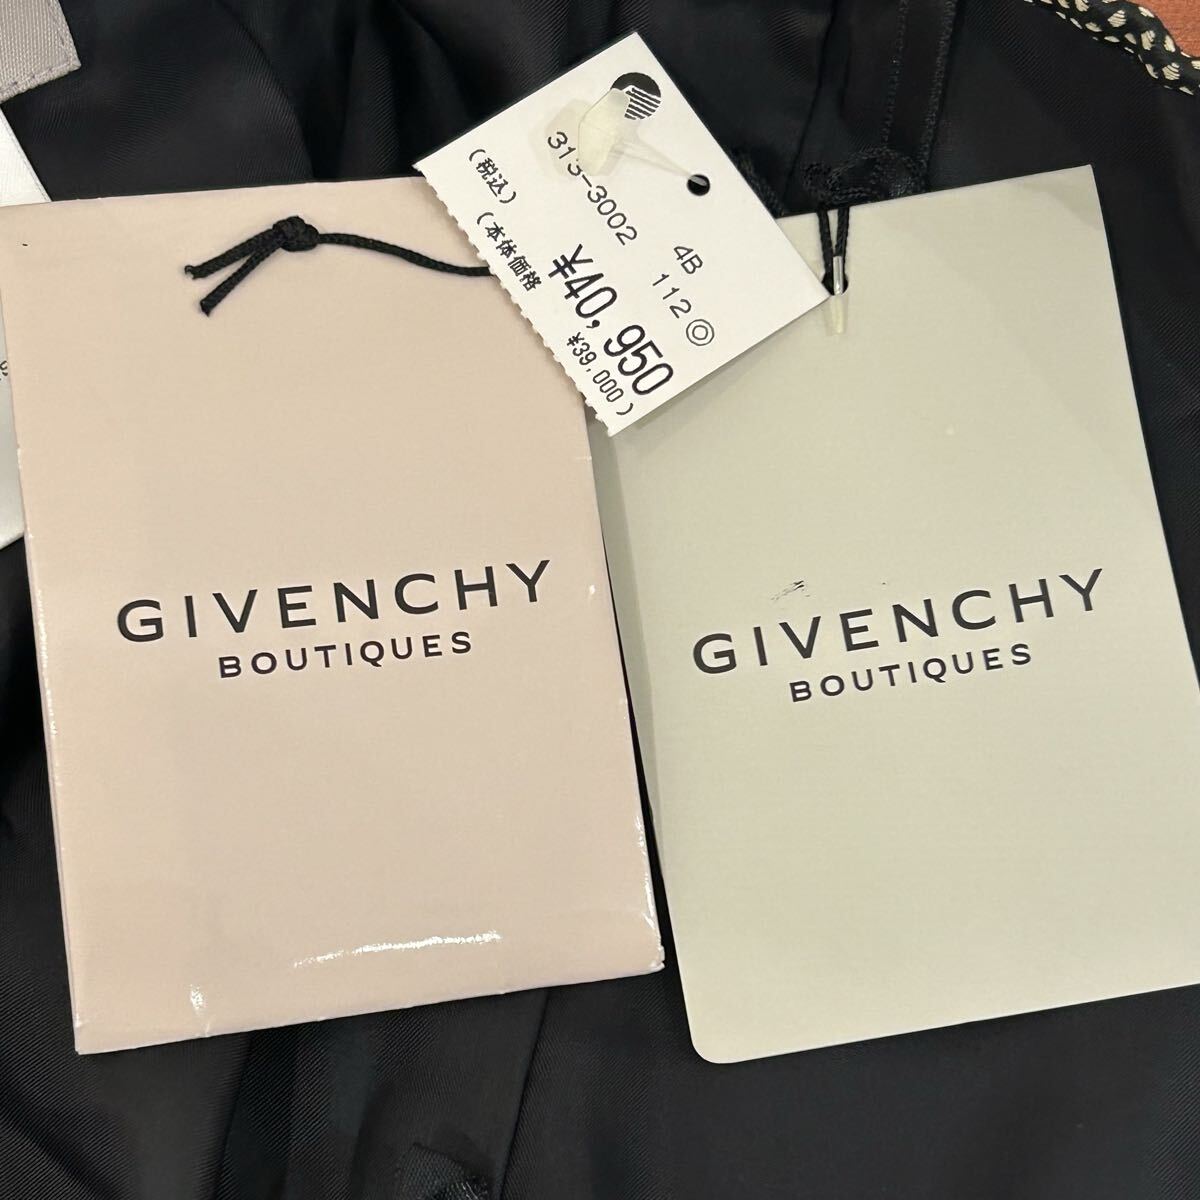 313-3002 4B
112◎
(税込) ¥40,950
(本体価格 ¥39,000)
GIVENCHY
BOUTIQUES
GIVENCHY
BOUTIQUES